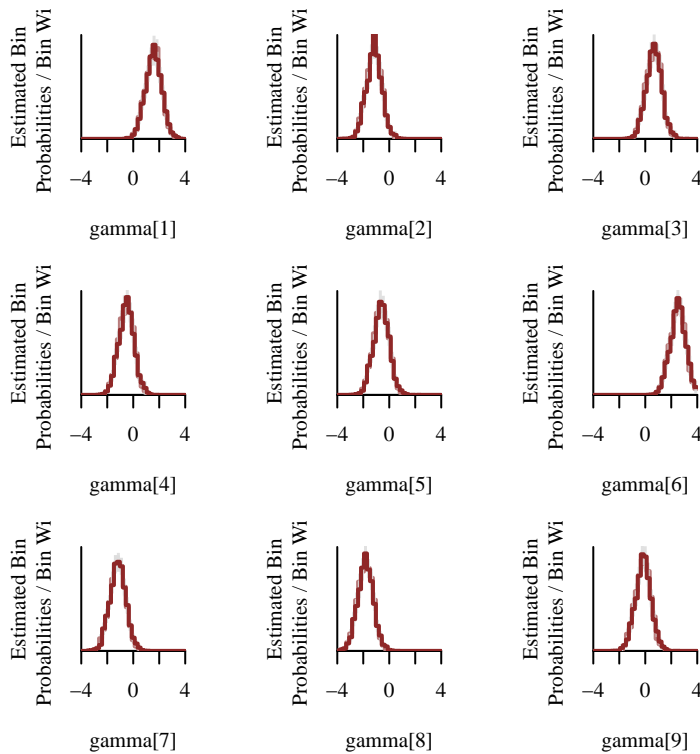 Estimated Bin
Probabilities / Bin Wi
−4 0 4
gamma[1]
Estimated Bin
Probabilities / Bin Wi
−4 0 4
gamma[2]
Estimated Bin
Probabilities / Bin Wi
−4 0 4
gamma[3]
Estimated Bin
Probabilities / Bin Wi
−4 0 4
gamma[4]
Estimated Bin
Probabilities / Bin Wi
−4 0 4
gamma[5]
Estimated Bin
Probabilities / Bin Wi
−4 0 4
gamma[6]
Estimated Bin
Probabilities / Bin Wi
−4 0 4
gamma[7]
Estimated Bin
Probabilities / Bin Wi
−4 0 4
gamma[8]
Estimated Bin
Probabilities / Bin Wi
−4 0 4
gamma[9]